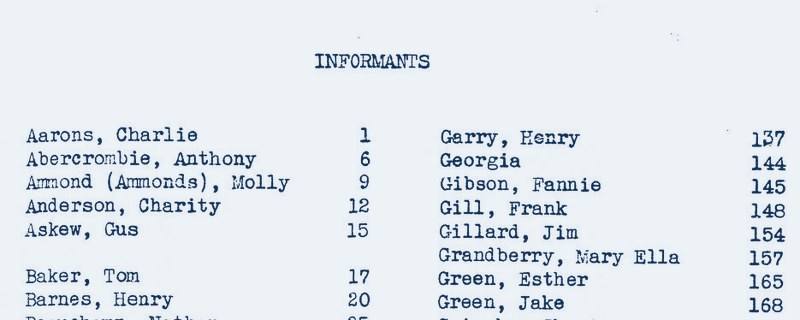 INFORMANTS
Aarons, Charlie 1
Abercrombie, Anthony 6
Ammond (Ammonds), Molly 9
Anderson, Charity 12
Askew, Gus 15
Baker, Tom 17
Barnes, Henry 20
Garry, Henry 137
Georgia 144
Gibson, Fannie 145
Gill, Frank 148
Gillard, Jim 154
Grandberry, Mary Ella 157
Green, Esther 165
Green, Jake 168